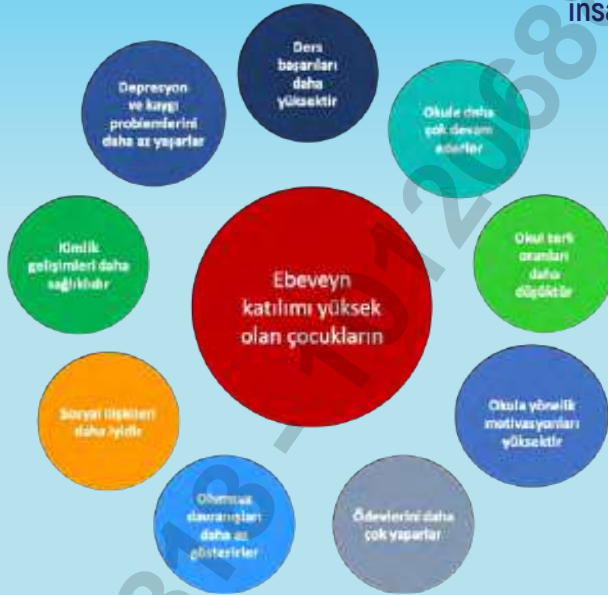 insa
Ders
başarıları
daha
yüksektir
Okula daha
çok devam
ederler
Okul terk
oranları
daha
düşüktür
Okula yönelik
motivasyonları
yüksektir
Ödevlerini daha
çok yaparlar
Olumsuz
davranışları
daha az
gösterirler
Sosyal ilişkileri
daha iyidir
Kimlik
gelişimleri daha
sağlıklıdır
Depresyon
ve kaygı
problemlerini
daha az yaşarlar
Ebeveyn
katılımı yüksek
olan çocukların